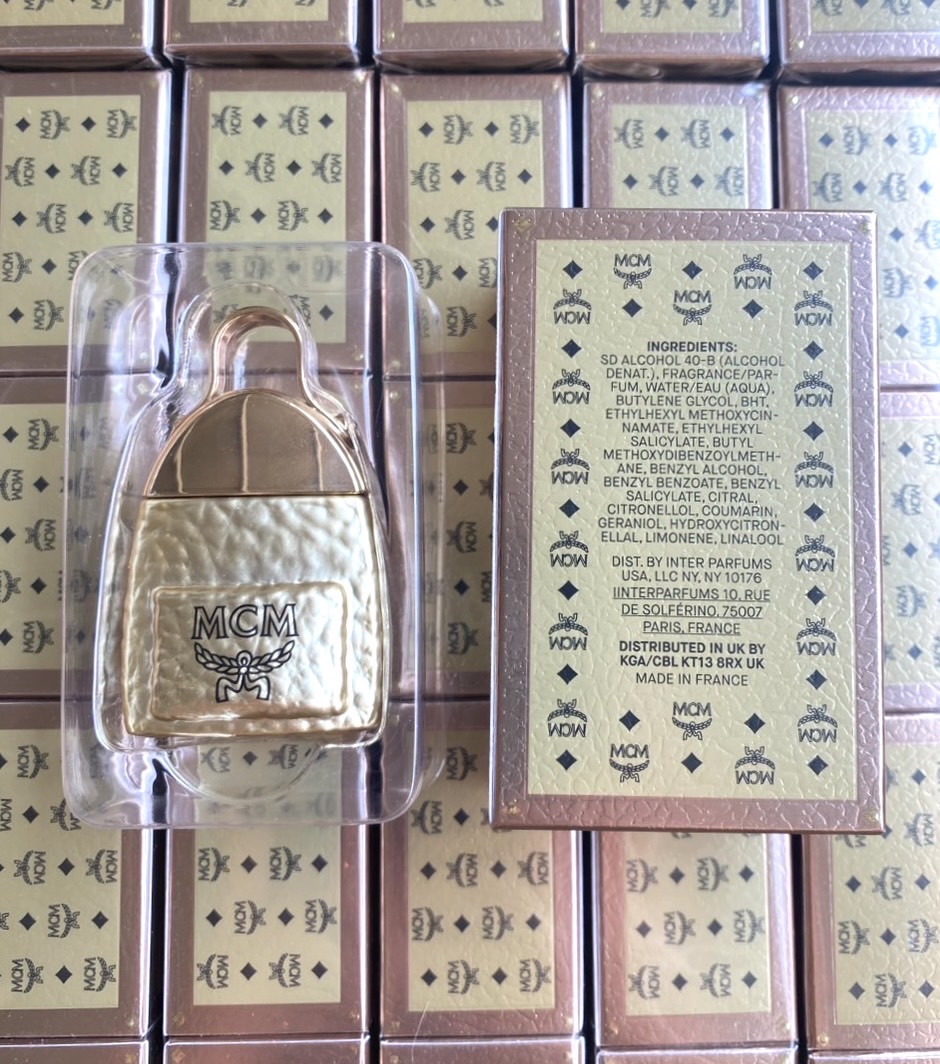 MCM
INGREDIENTS:
SD ALCOHOL 40-B (ALCOHOL
DENAT.), FRAGRANCE/PAR-
FUM, WATER/EAU (AQUA),
BUTYLENE GLYCOL, BHT,
ETHYLHEXYL METHOXYCIN-
NAMATE, ETHYLHEXYL
SALICYLATE, BUTYL
METHOXYDIBENZOYLMETH-
ANE, BENZYL ALCOHOL,
BENZYL BENZOATE, BENZYL
SALICYLATE, CITRAL,
CITRONELLOL, COUMARIN,
GERANIOL, HYDROXYCITRON-
ELLAL, LIMONENE, LINALOOL
DIST. BY INTER PARFUMS
USA, LLC NY, NY 10176
IINTERPARFUMS 10, RUE
DE SOLFÉRINO, 75007
PARIS, FRANCE
DISTRIBUTED IN UK BY
KGA/CBL KT13 8RX UK
MADE IN FRANCE